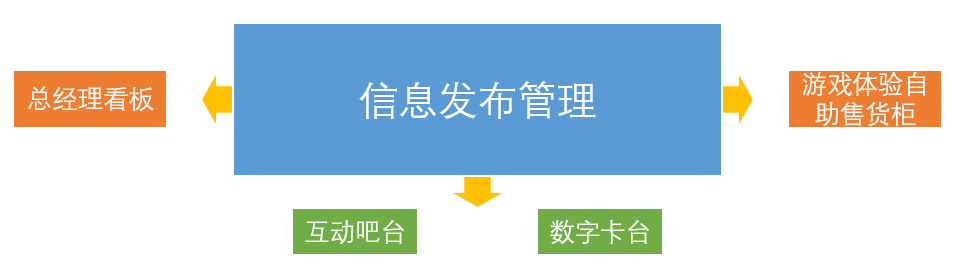 总经理看板
信息发布管理
游戏体验自
助售货柜
互动吧台
数字卡台